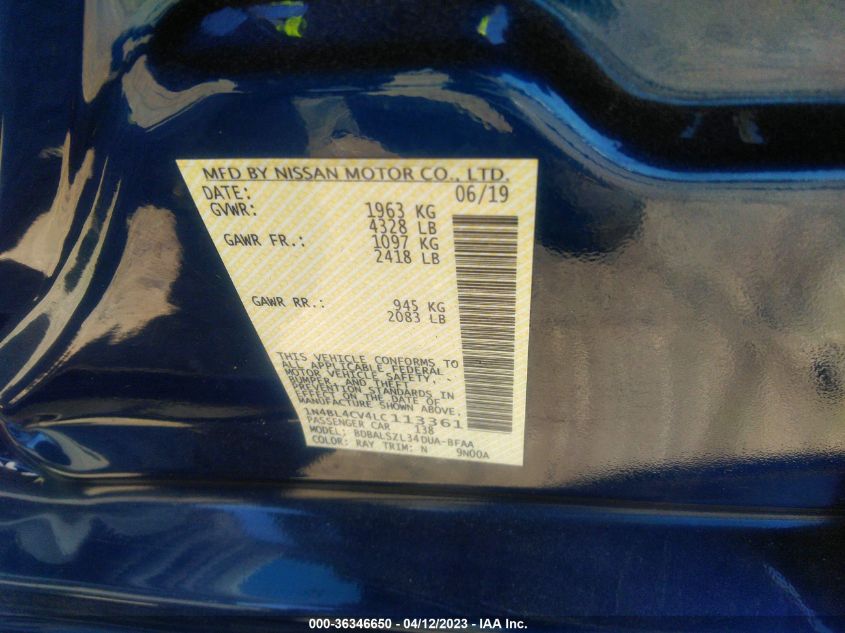 MFD BY NISSAN MOTOR CO., LTD.
DATE: 06/19
GVWR: 1963 KG
4328 LB
GAWR FR.: 1097 KG
2418 LB
GAWR RR.: 945 KG
2083 LB
THIS VEHICLE CONFORMS TO
ALL APPLICABLE FEDERAL
MOTOR VEHICLE SAFETY,
BUMPER, AND THEFT
PREVENTION STANDARDS IN
EFFECT ON THE DATE OF
MANUFACTURE SHOWN ABOVE.
1N4BL4CV4LC113361
PASSENGER CAR 138
MODEL: BDBALSZL34DUA-BFAA
COLOR: RAY TRIM: N 9N00A
000-36346650 - 04/12/2023 - IAA Inc.